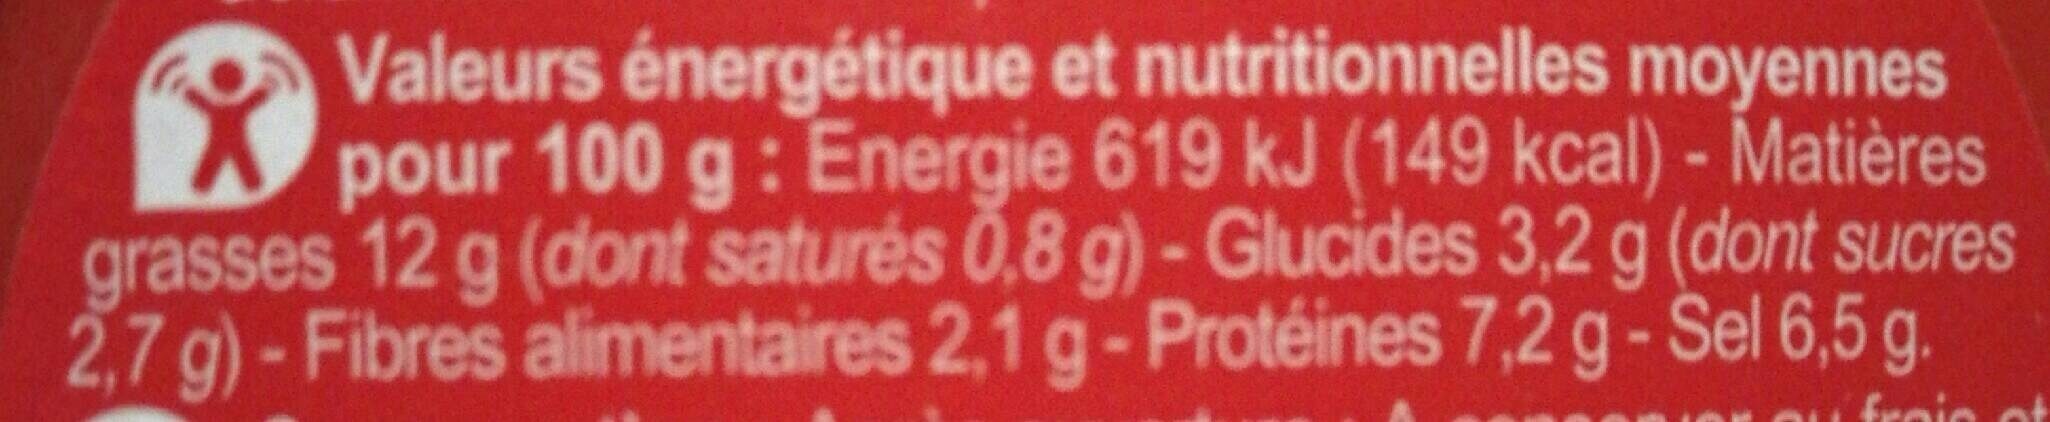 Valeurs énergétique et nutritionnelles moyennes
pour 100 g : Energie 619 kJ (149 kcal) - Matières
grasses 12 g (dont saturés 0,8 g) - Glucides 3,2 g (dont sucres
2,7 g) - Fibres alimentaires 2,1 g - Protéines 7,2 g - Sel 6,5 g.